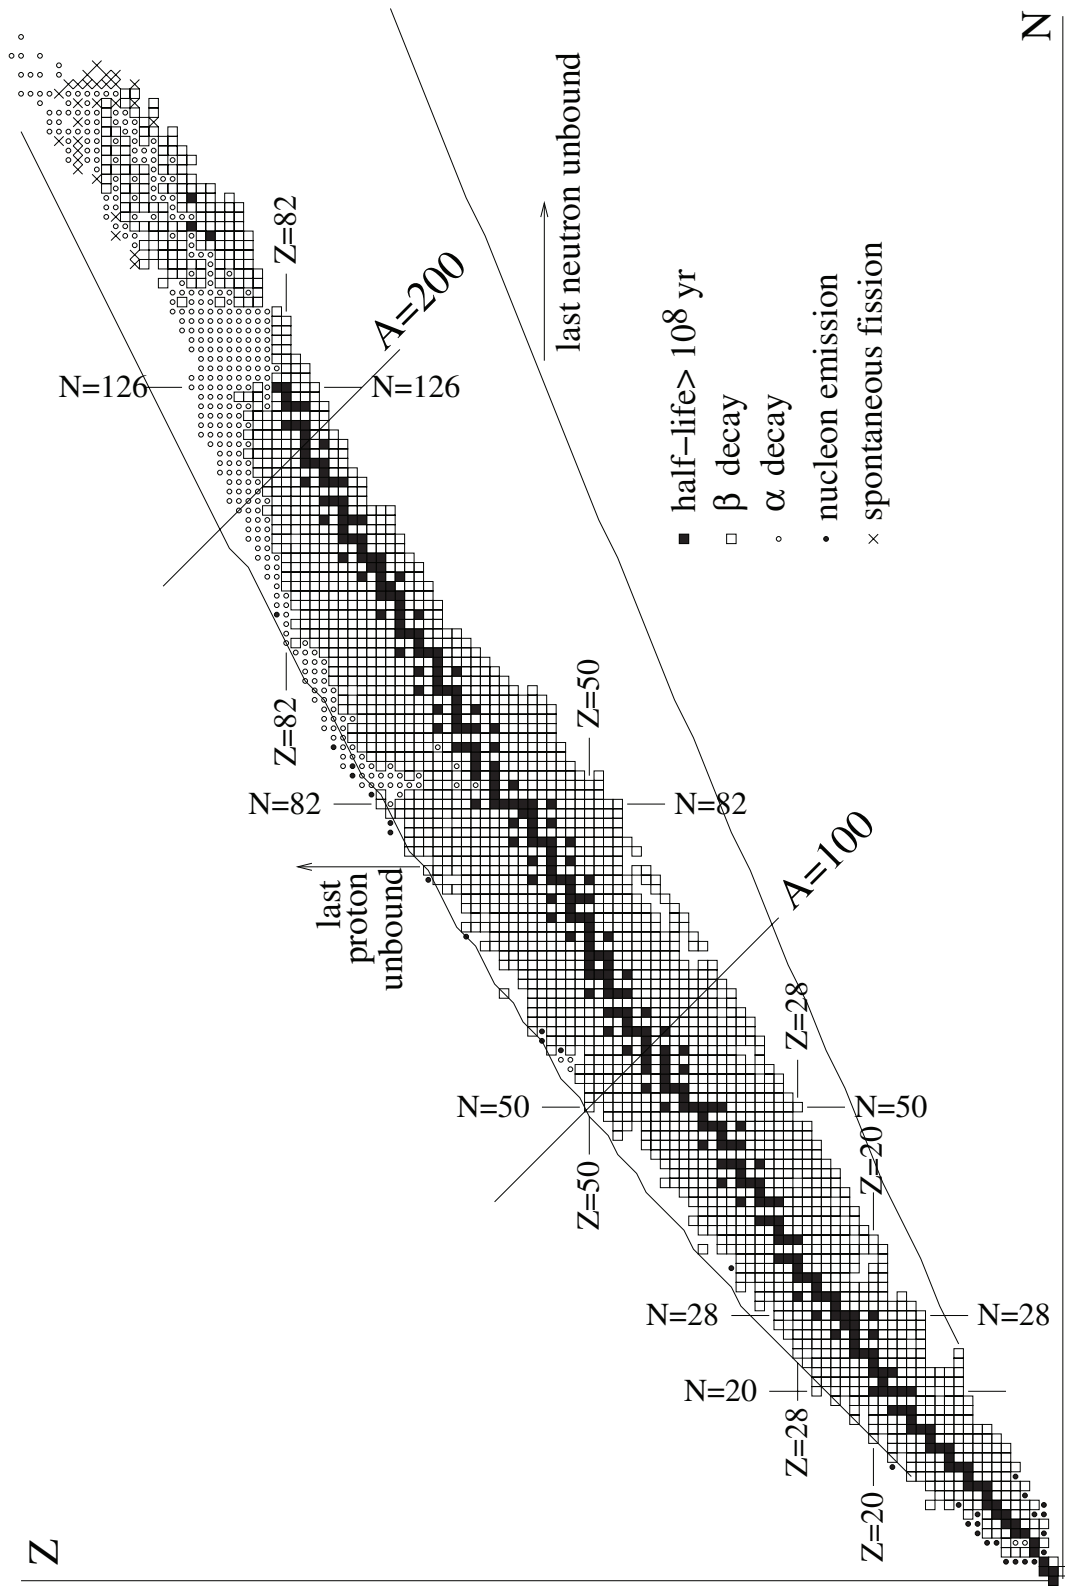 Z
N
Z=82
A=200
N=126
N=126
last neutron unbound
half−life> 10⁸ yr
β decay
α decay
nucleon emission
spontaneous fission
Z=82
Z=50
N=82
N=82
last
proton
unbound
A=100
Z=28
N=50
N=50
Z=50
Z=20
N=28
N=28
N=20
Z=28
Z=20